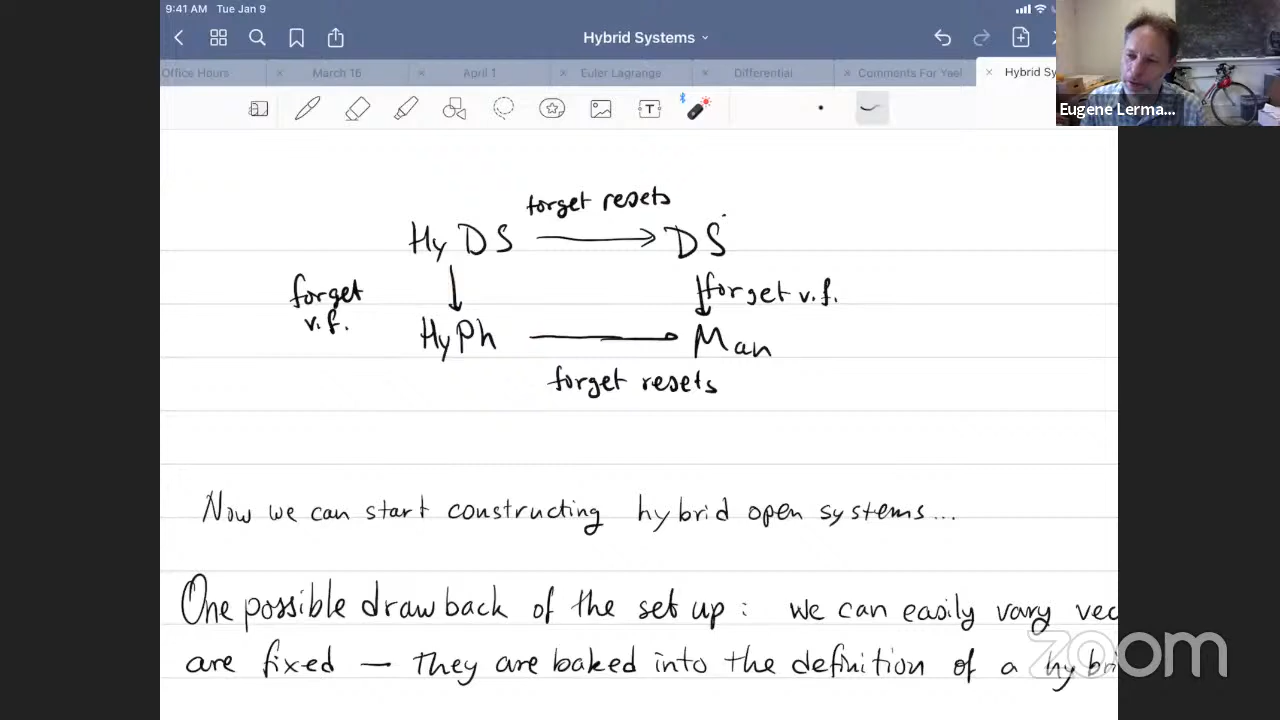 9:41 AM Tue Jan 9
Hybrid Systems
Office Hours
March 16
April 1
Euler Lagrange
Differential
Comments For Yael
Hybrid Sy
Eugene Lerma...
forget resets
Hy DS → DS
forget v.f.
forget v.f.
HyPh → Man
forget resets
Now we can start constructing hybrid open systems...
One possible drawback of the set up : we can easily vary vec
are fixed — they are baked into the definition of a hybri
zoom